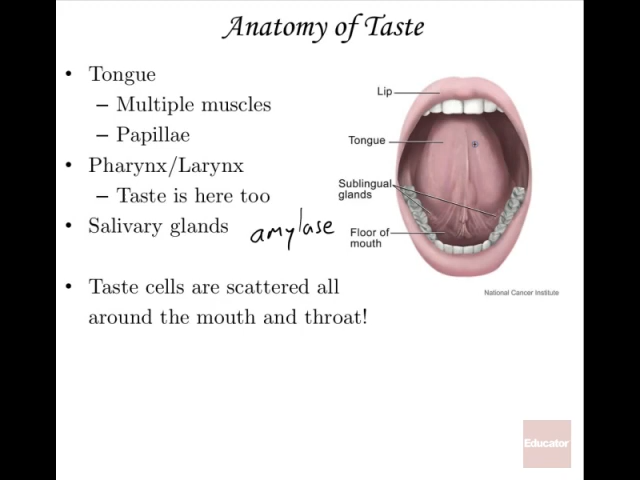 Anatomy of Taste
• Tongue
– Multiple muscles
– Papillae
• Pharynx/Larynx
– Taste is here too
• Salivary glands amylase
• Taste cells are scattered all
around the mouth and throat!
Lip
Tongue
Sublingual
glands
Floor of
mouth
National Cancer Institute
Educator